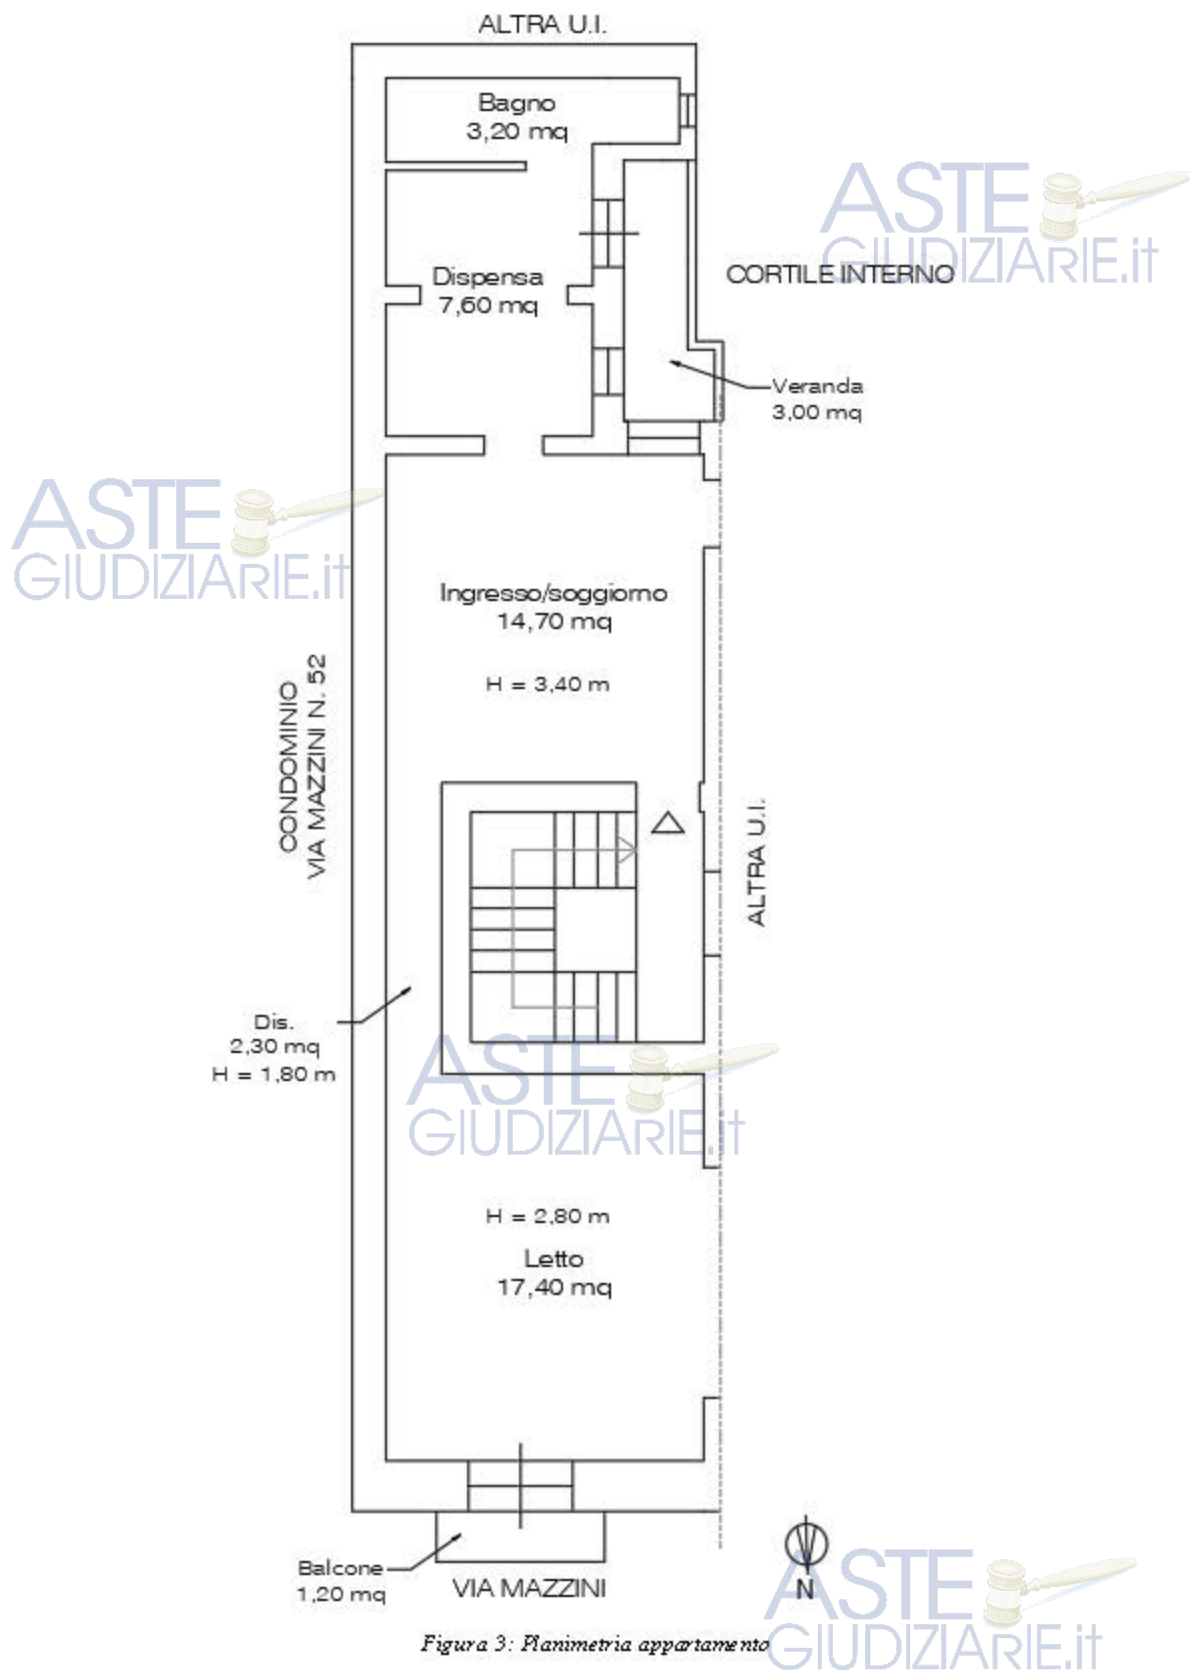 ALTRA U.I.
Bagno
3,20 mq
ASTE
GIUDIZIARIE.it
CORTILE INTERNO
Dispensa
7,60 mq
Veranda
3,00 mq
ASTE
GIUDIZIARIE.it
Ingresso/soggiorno
14,70 mq
H = 3,40 m
CONDOMINIO
VIA MAZZINI N. 52
ALTRA U.I.
Dis.
2,30 mq
H = 1,80 m
ASTE
GIUDIZIARIE.it
H = 2,80 m
Letto
17,40 mq
Balcone
1,20 mq
VIA MAZZINI
N
ASTE
GIUDIZIARIE.it
Figura 3: Planimetria appartamento